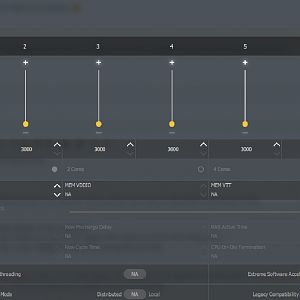 2 3 4 5
3000 3000 3000 3000
2 Cores 4 Cores
MEM VDDIO MEM VTT
NA NA
Row Precharge Delay RAS Active Time
NA NA
Row Cycle Time CPU On-Die Termination
NA NA
hreading NA Extreme Software Accel
Mode Distributed NA Local Legacy Compatibility